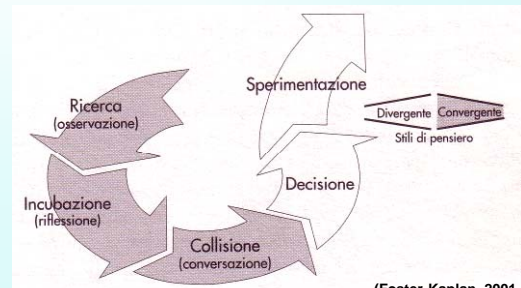 Sperimentazione
Ricerca
(osservazione)
Divergente Convergente
Stili di pensiero
Incubazione
(riflessione)
Decisione
Collisione
(conversazione)